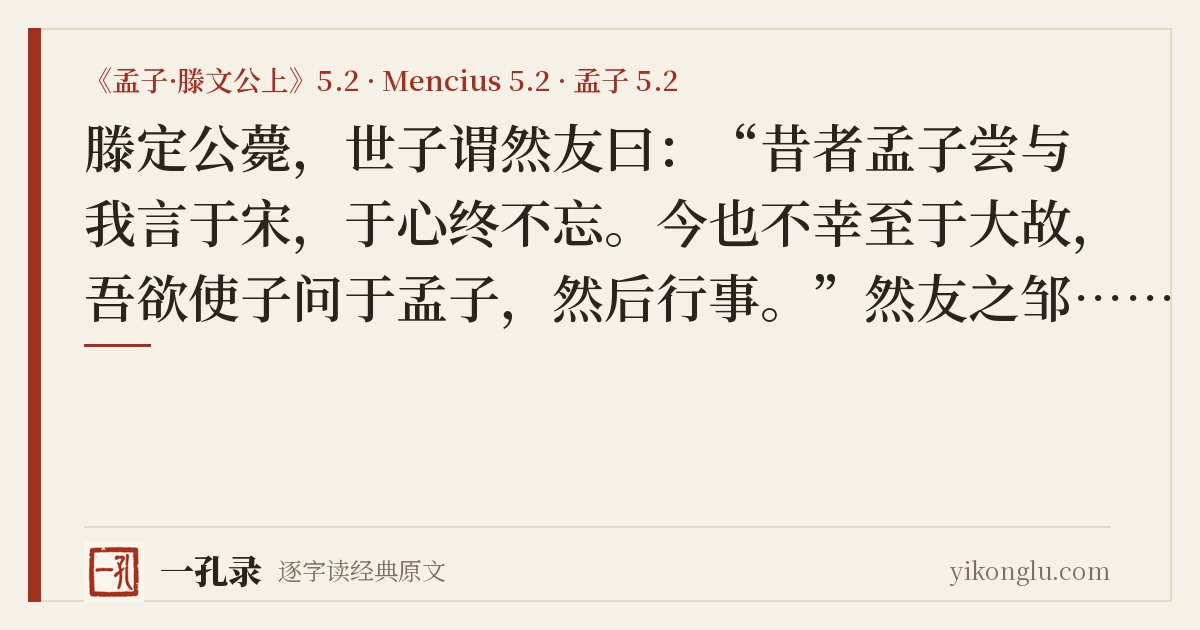 《孟子·滕文公上》5.2 · Mencius 5.2 · 孟子 5.2
滕定公薨，世子谓然友曰：“昔者孟子尝与
我言于宋，于心终不忘。今也不幸至于大故，
吾欲使子问于孟子，然后行事。”然友之邹……
一孔
一孔录 逐字读经典原文 yikonglu.com